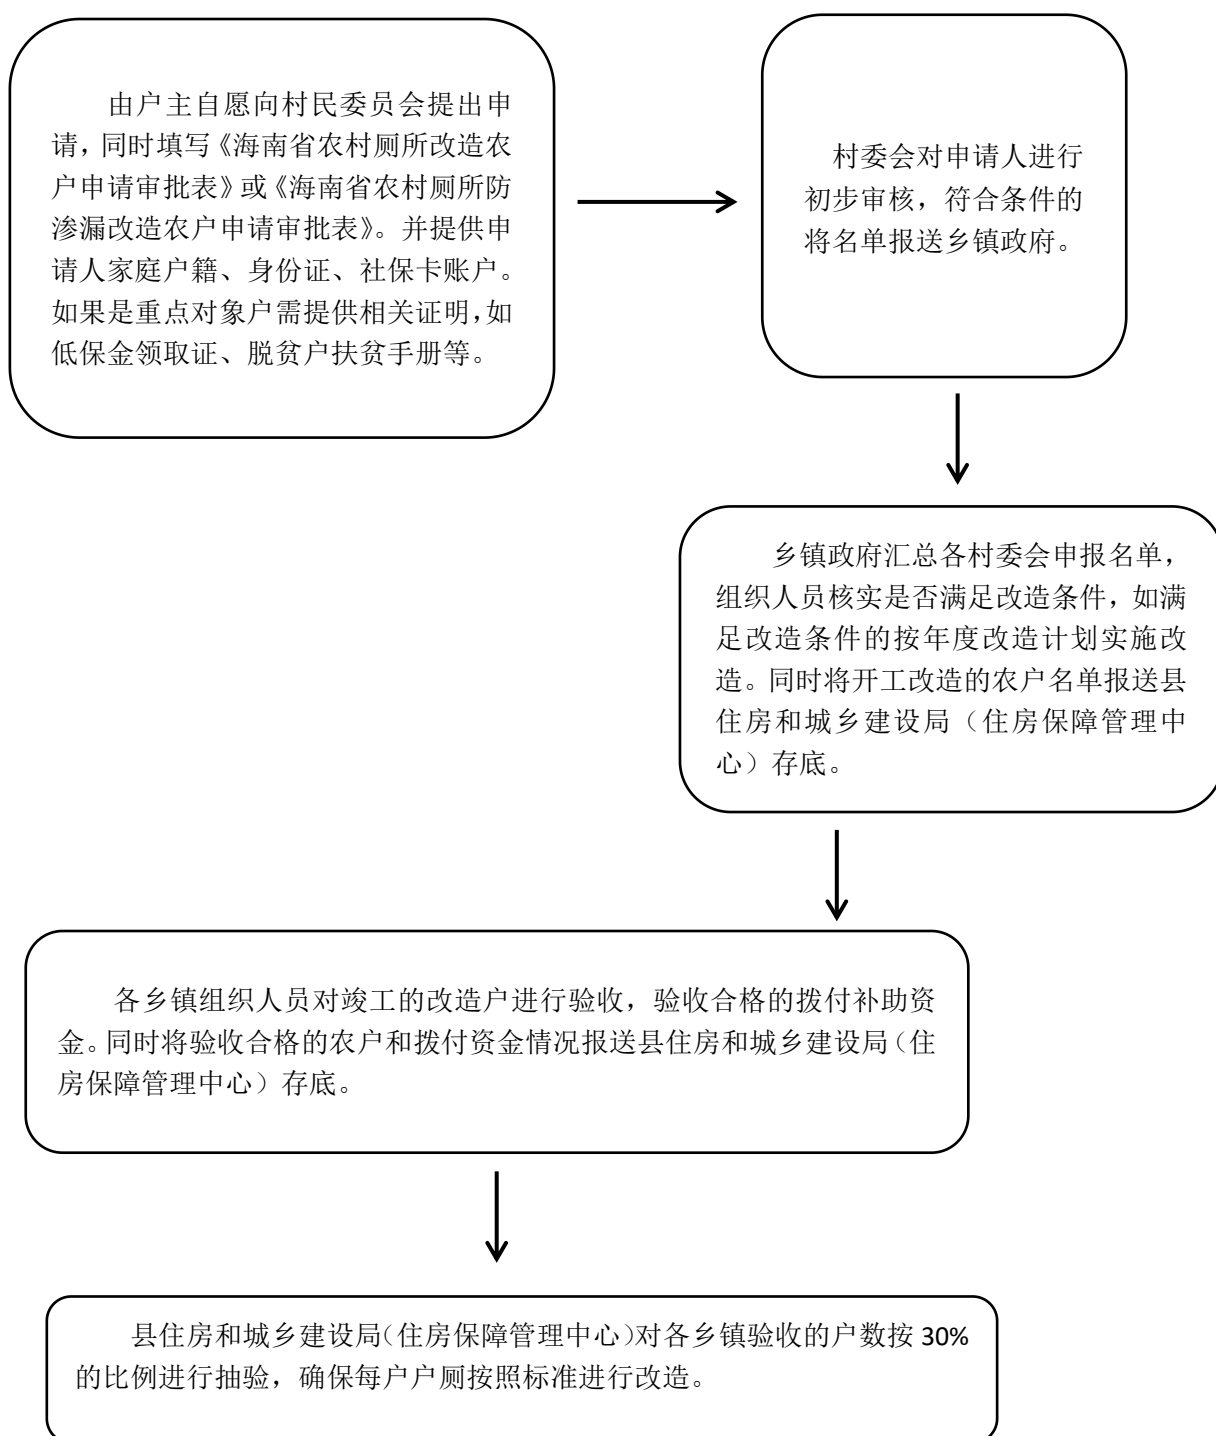 由户主自愿向村民委员会提出申
请，同时填写《海南省农村厕所改造农
户申请审批表》或《海南省农村厕所防
渗漏改造农户申请审批表》。并提供申
请人家庭户籍、身份证、社保卡账户。
如果是重点对象户需提供相关证明，如
低保金领取证、脱贫户扶贫手册等。
村委会对申请人进行
初步审核，符合条件的
将名单报送乡镇政府。
乡镇政府汇总各村委会申报名单，
组织人员核实是否满足改造条件，如满
足改造条件的按年度改造计划实施改
造。同时将开工改造的农户名单报送县
住房和城乡建设局（住房保障管理中
心）存底。
各乡镇组织人员对竣工的改造户进行验收，验收合格的拨付补助资
金。同时将验收合格的农户和拨付资金情况报送县住房和城乡建设局（住
房保障管理中心）存底。
县住房和城乡建设局（住房保障管理中心）对各乡镇验收的户数按 30%
的比例进行抽验，确保每户户厕按照标准进行改造。